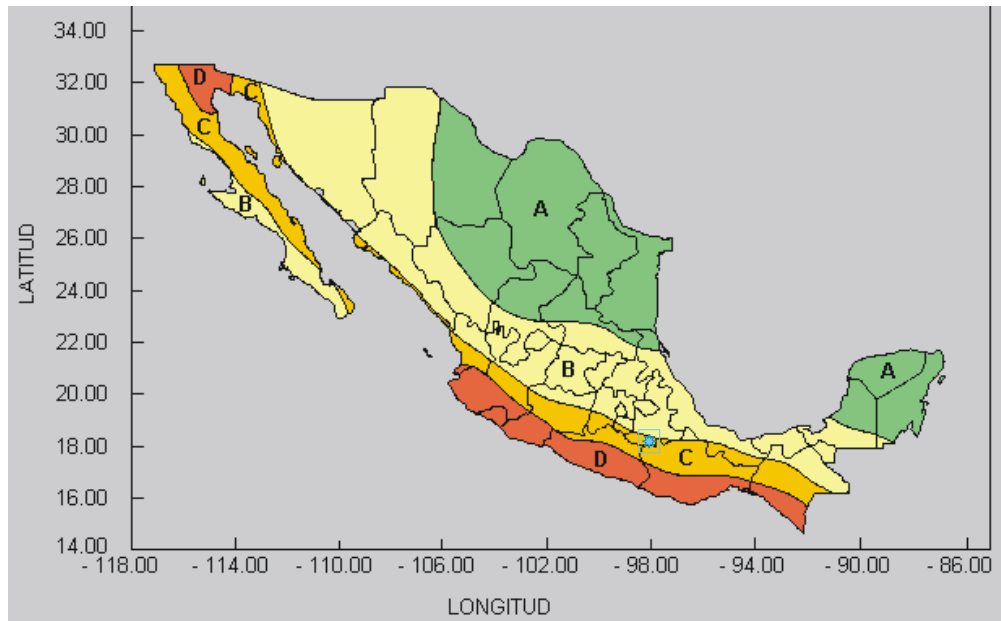 34.00
32.00
30.00
28.00
26.00
24.00
22.00
20.00
18.00
16.00
14.00
LATITUD
D
C
C
B
A
B
A
C
D
- 118.00 - 114.00 - 110.00 - 106.00 - 102.00 - 98.00 - 94.00 - 90.00 - 86.00
LONGITUD